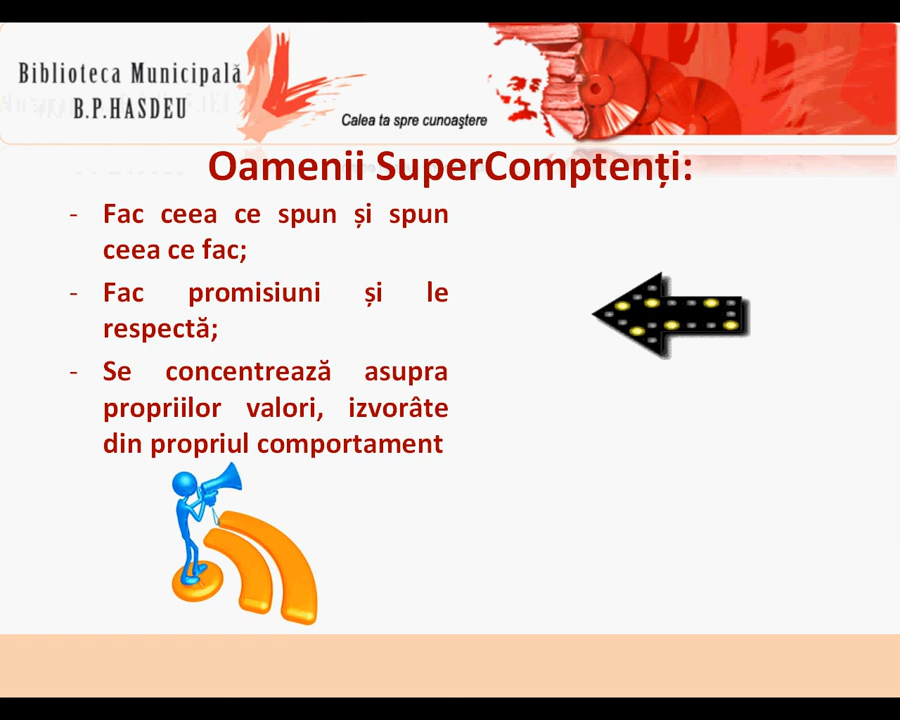 Biblioteca Municipală
B.P.HASDEU
Calea ta spre cunoaştere
Oamenii SuperComptenți:
- Fac ceea ce spun și spun
ceea ce fac;
- Fac promisiuni și le
respectă;
- Se concentrează asupra
propriilor valori, izvorâte
din propriul comportament